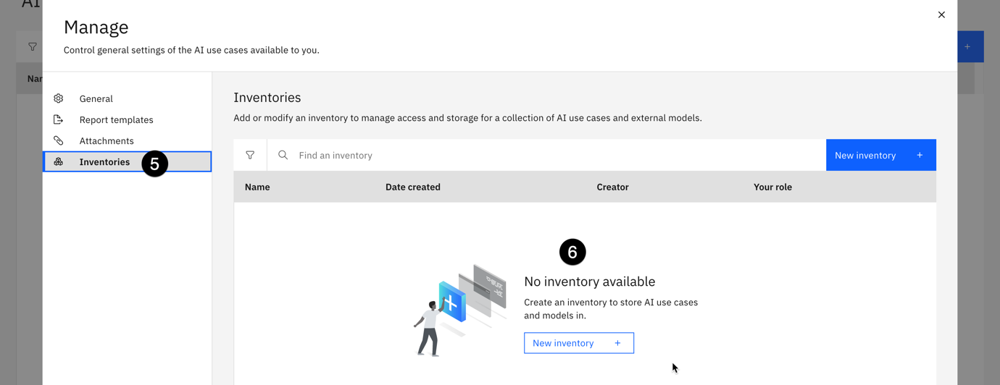 AI
Manage
Control general settings of the AI use cases available to you.
Nar
General
Report templates
Attachments
Inventories
5
Inventories
Add or modify an inventory to manage access and storage for a collection of AI use cases and external models.
Find an inventory
New inventory +
Name Date created Creator Your role
6
No inventory available
Create an inventory to store AI use cases
and models in.
New inventory +